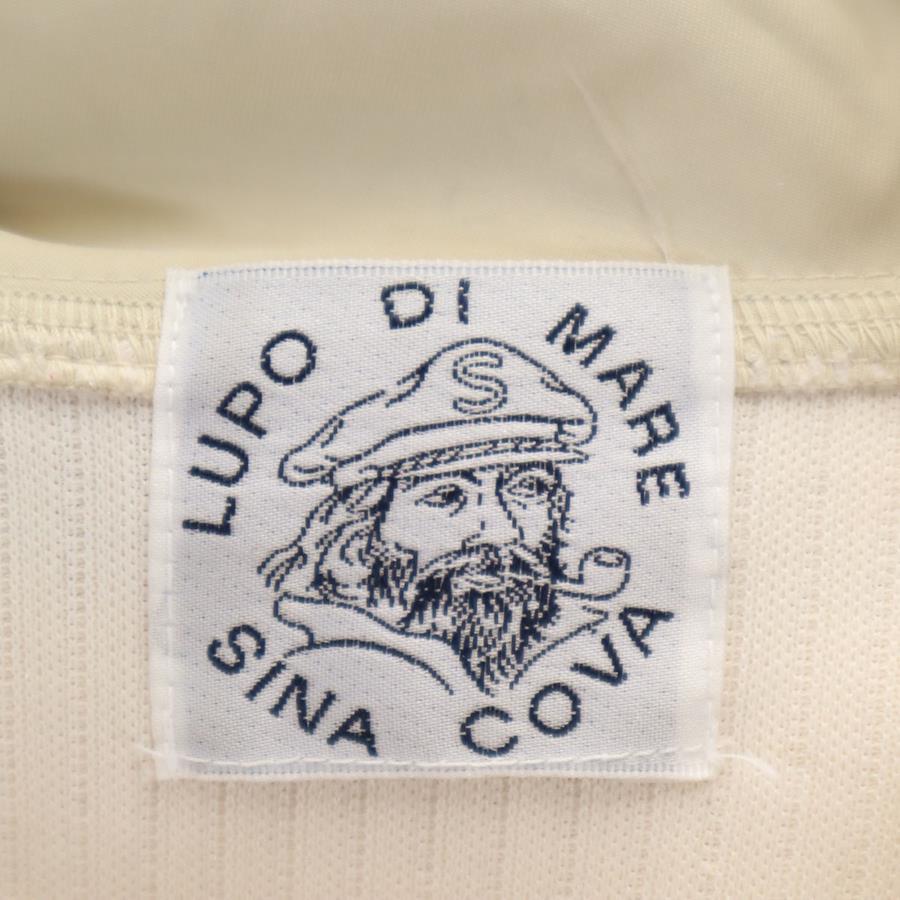 LUPO DI MARE
S
SINA COVA